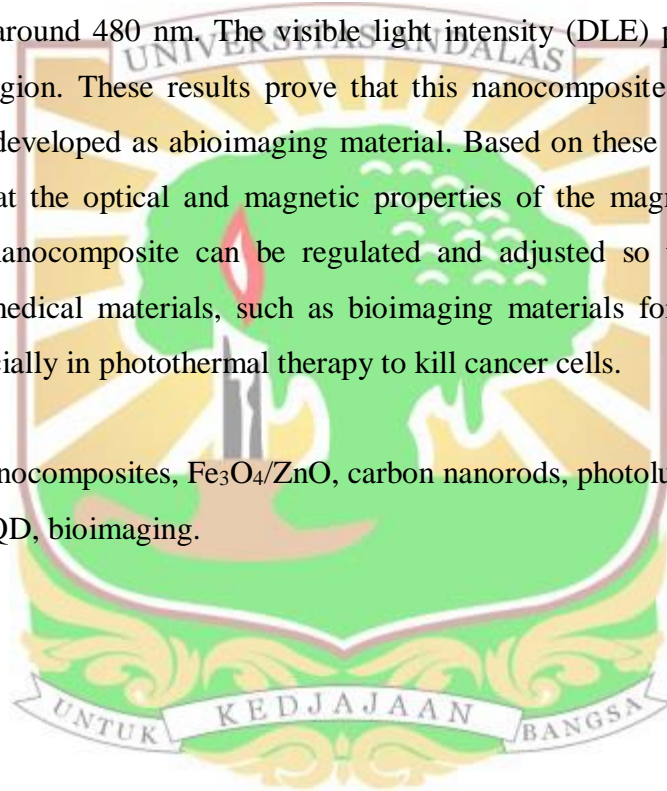 around 480 nm. The visible light intensity (DLE) p
UNIVERSITAS ANDALAS
gion. These results prove that this nanocomposite
developed as abioimaging material. Based on these
at the optical and magnetic properties of the magn
nanocomposite can be regulated and adjusted so
nedical materials, such as bioimaging materials fo
cially in photothermal therapy to kill cancer cells.
nocomposites, Fe₃O₄/ZnO, carbon nanorods, photolu
QD, bioimaging.
UNTUK KEDJAJAAN BANGSA